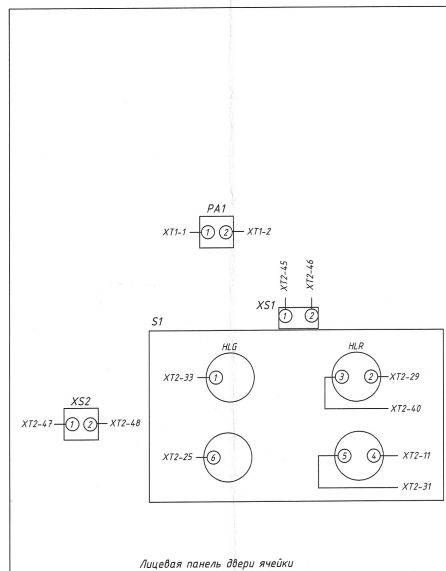 PA1
XT1-1 1 2 XT1-2
XT2-45 XT2-46
XS1
1 2
S1
HLG HLR
XT2-33 1 3 2 XT2-29
XT2-40
XS2
XT2-47 1 2 XT2-48
XT2-25 6 5 4 XT2-11
XT2-31
Лицевая панель двери ячейки